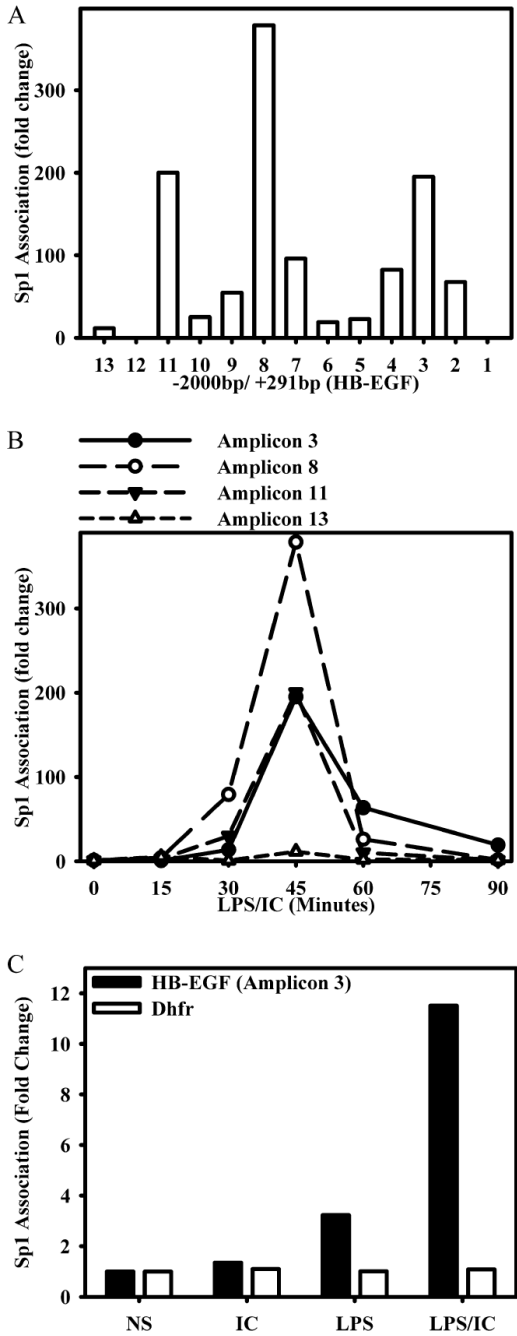 A
Sp1 Association (fold change)
300
200
100
0
13 12 11 10 9 8 7 6 5 4 3 2 1
-2000bp/ +291bp (HB-EGF)
B
Amplicon 3
Amplicon 8
Amplicon 11
Amplicon 13
Sp1 Association (fold change)
300
200
100
0
0 15 30 45 60 75 90
LPS/IC (Minutes)
C
Sp1 Association (Fold Change)
HB-EGF (Amplicon 3)
Dhfr
12
10
8
6
4
2
0
NS IC LPS LPS/IC